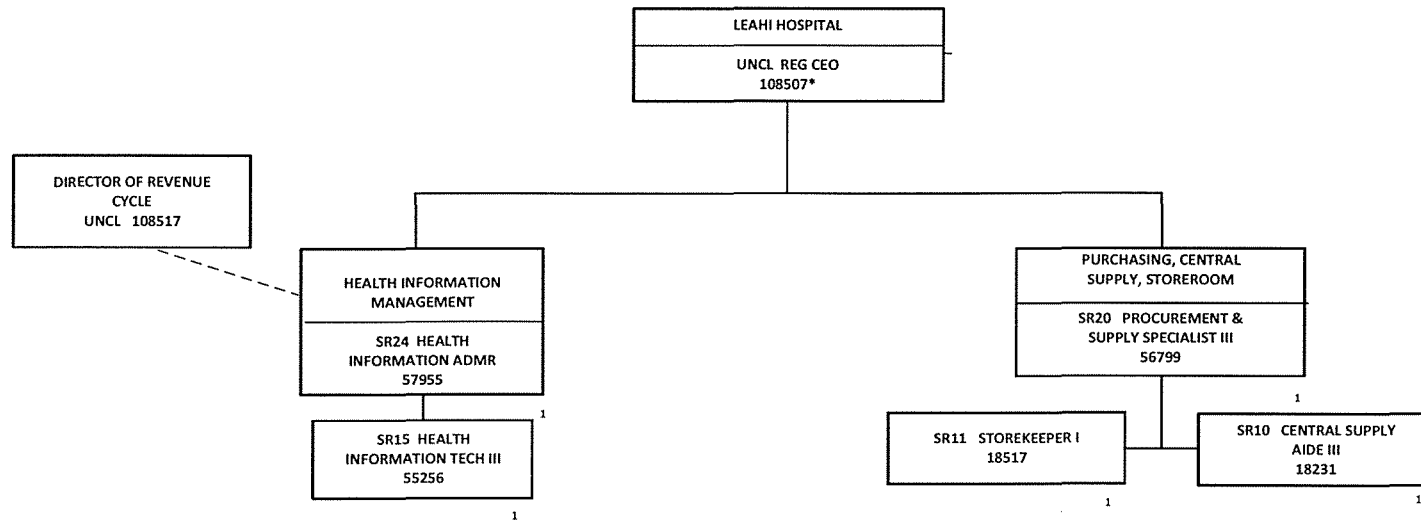 LEAHI HOSPITAL
UNCL REG CEO
108507*
DIRECTOR OF REVENUE
CYCLE
UNCL 108517
HEALTH INFORMATION
MANAGEMENT
SR24 HEALTH
INFORMATION ADMR
57955
1
SR15 HEALTH
INFORMATION TECH III
55256
1
PURCHASING, CENTRAL
SUPPLY, STOREROOM
SR20 PROCUREMENT &
SUPPLY SPECIALIST III
56799
1
SR11 STOREKEEPER I
18517
1
SR10 CENTRAL SUPPLY
AIDE III
18231
1